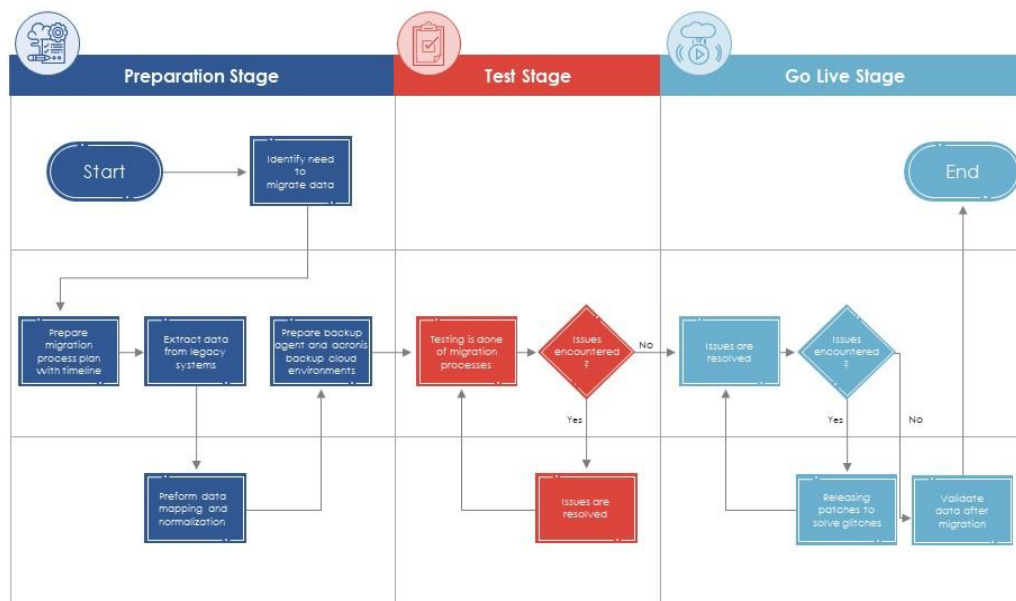 Preparation Stage
Test Stage
Go Live Stage
Start
Identify need
to
migrate data
End
Prepare
migration
process plan
with timeline
Extract data
from legacy
systems
Prepare backup
agent and acronis
backup cloud
environments
Testing is done
of migration
processes
Issues
encountered
?
No
Issues are
resolved
Issues
encountered
?
Yes
Yes
No
Preform data
mapping and
normalization
Issues are
resolved
Releasing
patches to
solve glitches
Validate
data after
migration